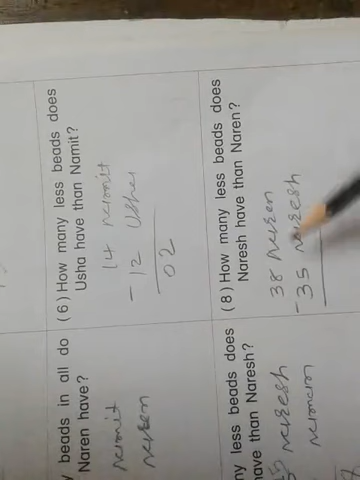 (6) How many less beads does
Usha have than Namit?
14 namit
- 12 Usha
02
(8) How many less beads does
Naresh have than Naren?
38 naren
- 35 naresh
y beads in all do
Naren have?
namit
naren
ny less beads does
have than Naresh?
naresh